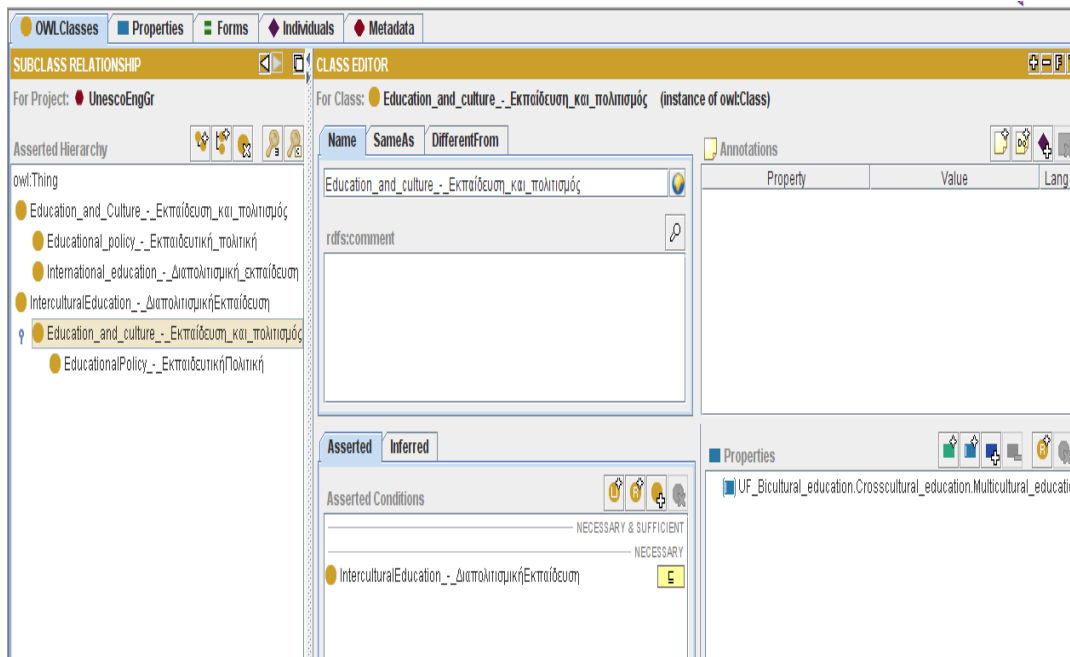 OWLClasses Properties Forms Individuals Metadata
SUBCLASS RELATIONSHIP
For Project: UnescoEngGr
Asserted Hierarchy
owl:Thing
Education_and_Culture_-_Εκπαίδευση_και_πολιτισμός
Educational_policy_-_Εκπαιδευτική_πολιτική
International_education_-_Διαπολιτισμική_εκπαίδευση
InterculturalEducation_-_ΔιαπολιτισμικήΕκπαίδευση
Education_and_culture_-_Εκπαίδευση_και_πολιτισμός
EducationalPolicy_-_ΕκπαιδευτικήΠολιτική
CLASS EDITOR
For Class: Education_and_culture_-_Εκπαίδευση_και_πολιτισμός (instance of owl:Class)
Name SameAs DifferentFrom
Education_and_culture_-_Εκπαίδευση_και_πολιτισμός
rdfs:comment
Annotations
Property Value Lang
Asserted Inferred
Asserted Conditions
NECESSARY & SUFFICIENT
NECESSARY
InterculturalEducation_-_ΔιαπολιτισμικήΕκπαίδευση ⊑
Properties
UF_Bicultural_education.Crosscultural_education.Multicultural_educati